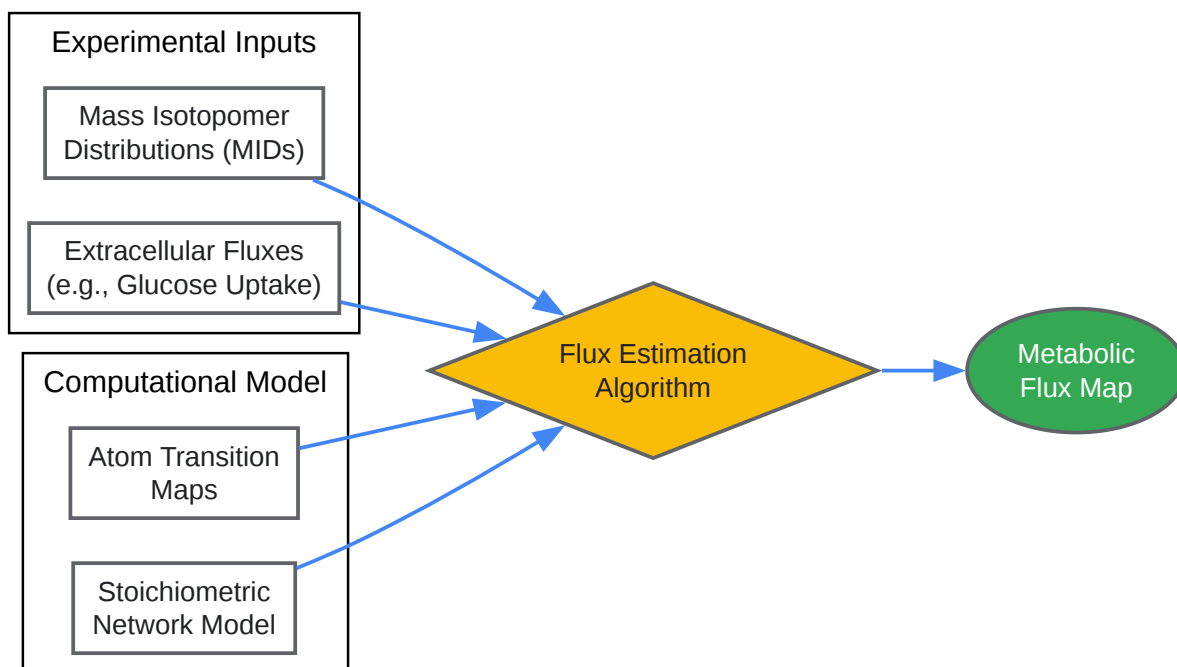 Experimental Inputs
Mass Isotopomer
Distributions (MIDs)
Extracellular Fluxes
(e.g., Glucose Uptake)
Computational Model
Atom Transition
Maps
Stoichiometric
Network Model
Flux Estimation
Algorithm
Metabolic
Flux Map